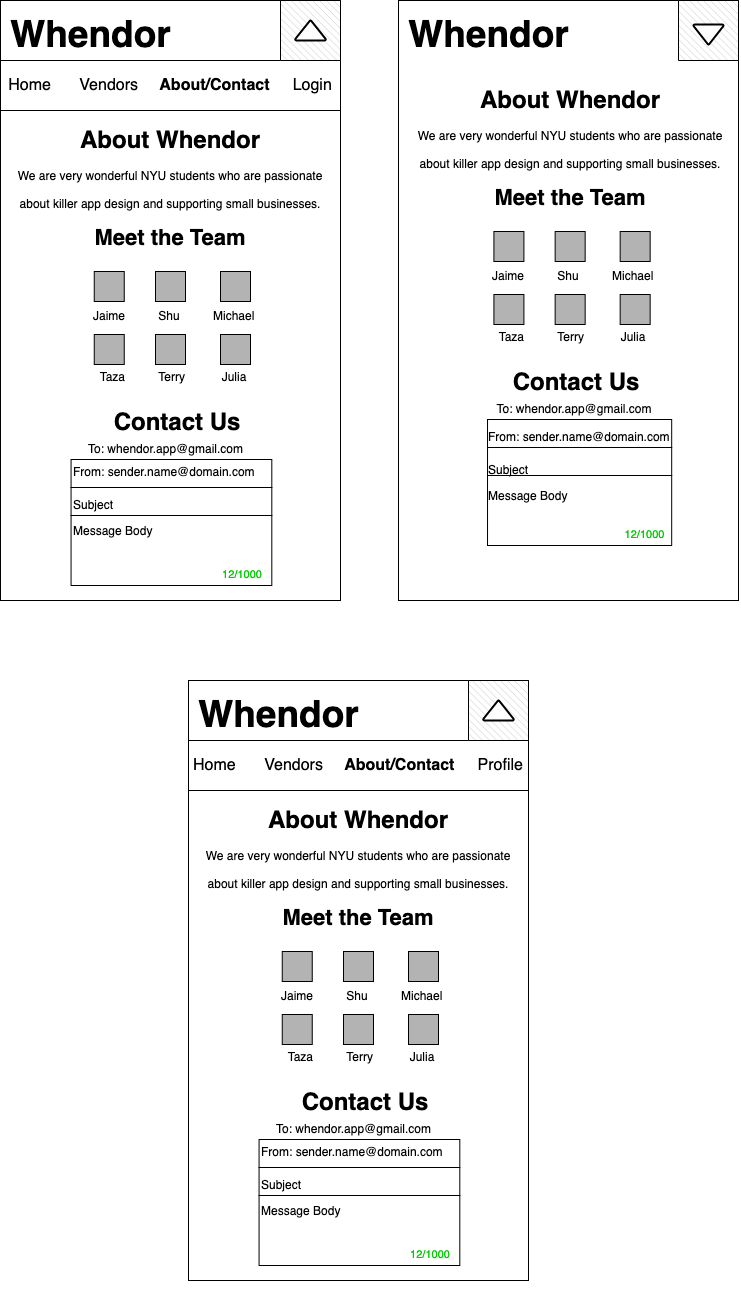 Whendor
Home Vendors About/Contact Login
About Whendor
We are very wonderful NYU students who are passionate
about killer app design and supporting small businesses.
Meet the Team
Jaime Shu Michael
Taza Terry Julia
Contact Us
To: whendor.app@gmail.com
From: sender.name@domain.com
Subject
Message Body
12/1000
Whendor
About Whendor
We are very wonderful NYU students who are passionate
about killer app design and supporting small businesses.
Meet the Team
Jaime Shu Michael
Taza Terry Julia
Contact Us
To: whendor.app@gmail.com
From: sender.name@domain.com
Subject
Message Body
12/1000
Whendor
Home Vendors About/Contact Profile
About Whendor
We are very wonderful NYU students who are passionate
about killer app design and supporting small businesses.
Meet the Team
Jaime Shu Michael
Taza Terry Julia
Contact Us
To: whendor.app@gmail.com
From: sender.name@domain.com
Subject
Message Body
12/1000